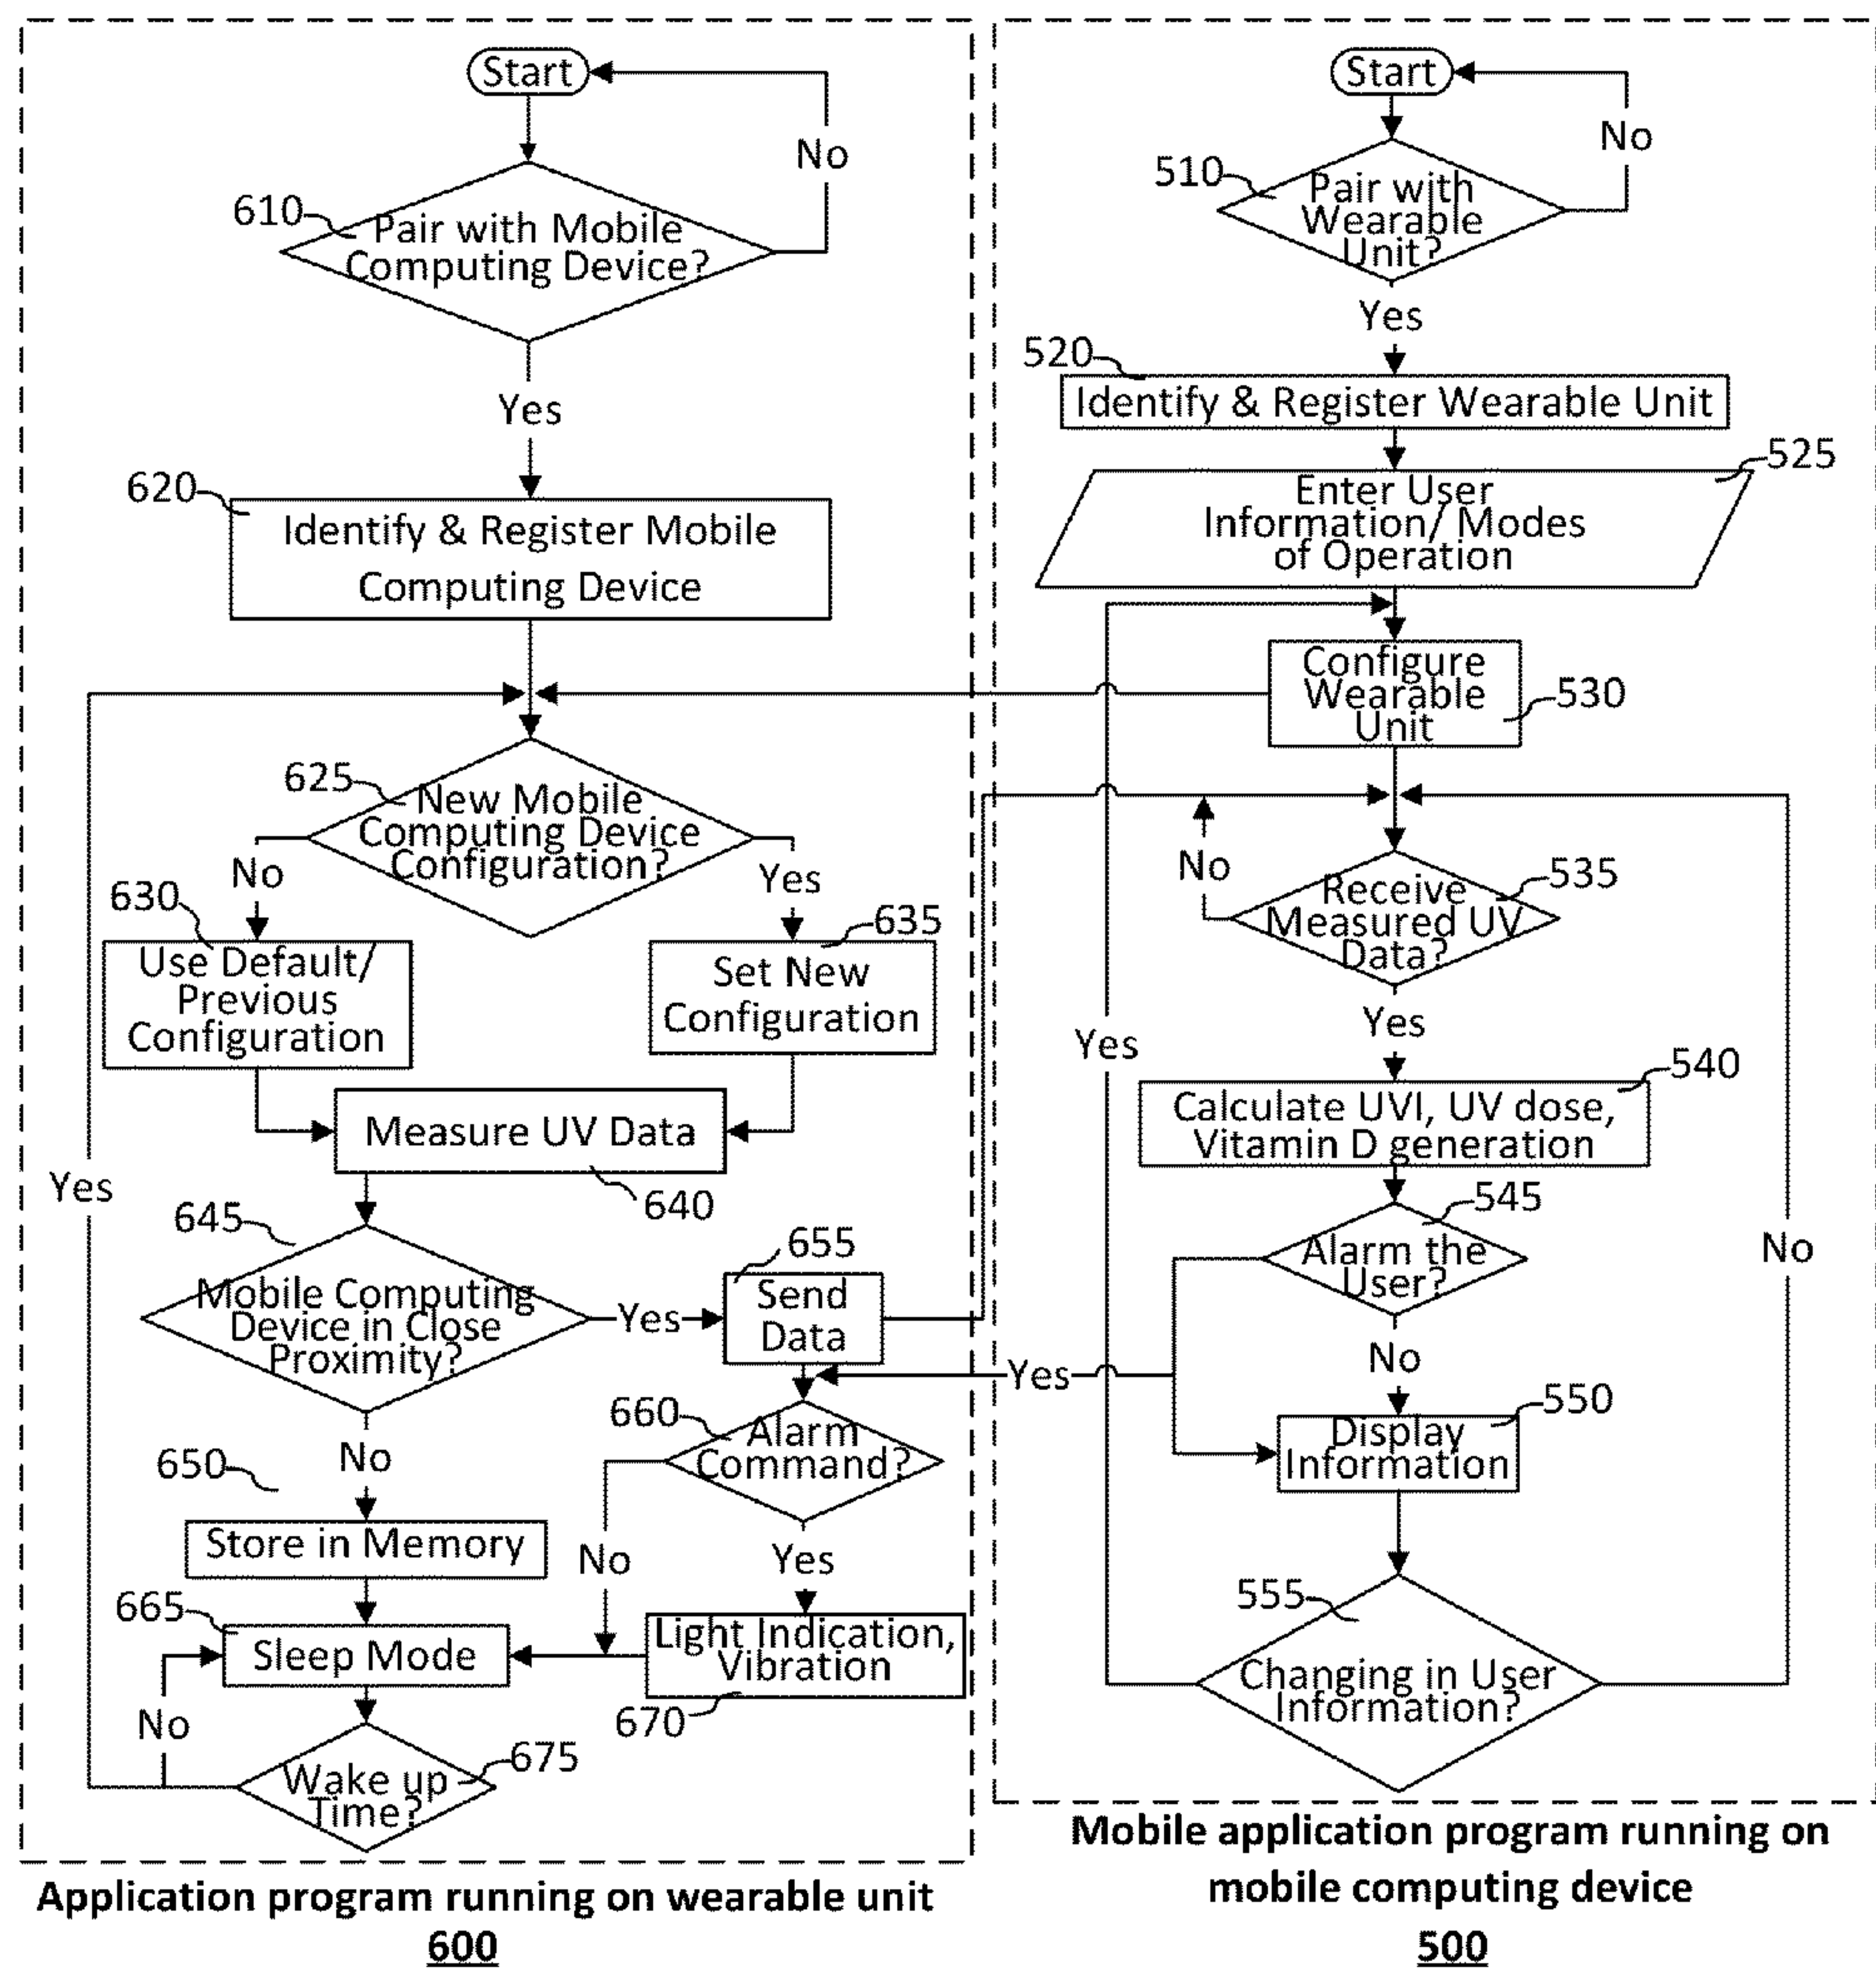 Start
No
610
Pair with Mobile
Computing Device?
Yes
620
Identify & Register Mobile
Computing Device
625
New Mobile
Computing Device
Configuration?
No
Yes
630
Use Default/
Previous
Configuration
635
Set New
Configuration
Measure UV Data
640
Yes
645
Mobile Computing
Device in Close
Proximity?
Yes
655
Send
Data
No
650
Store in Memory
660
Alarm
Command?
No
Yes
665
Sleep Mode
Light Indication,
Vibration
670
No
Wake up
Time?
675
Application program running on wearable unit
600
Start
No
510
Pair with
Wearable
Unit?
Yes
520
Identify & Register Wearable Unit
525
Enter User
Information/ Modes
of Operation
Configure
Wearable
Unit
530
No
Receive
Measured UV
Data?
535
Yes
Yes
540
Calculate UVI, UV dose,
Vitamin D generation
545
Alarm the
User?
No
No
Yes
550
Display
Information
555
Changing in User
Information?
Mobile application program running on
mobile computing device
500